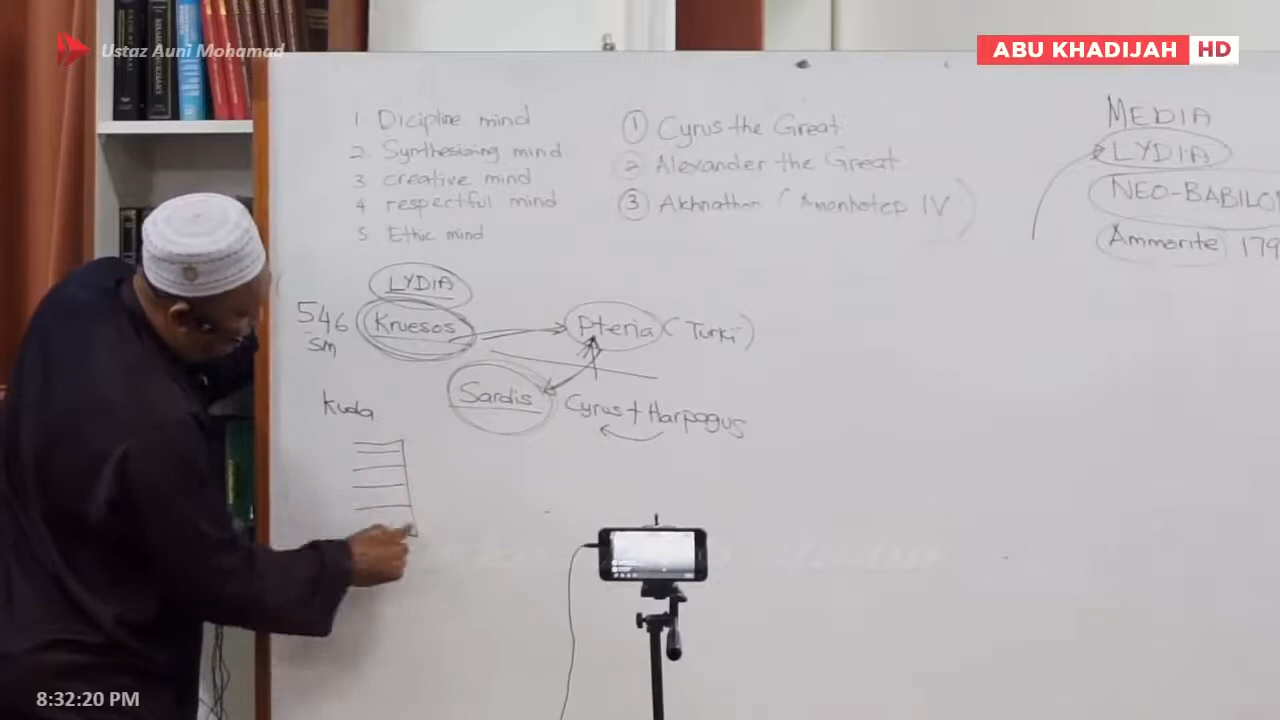 Ustaz Auni Mohamad
ABU KHADIJAH HD
1. Dicipline mind
2. Synthesizing mind
3 creative mind
4 respectful mind
5 Ethic mind
① Cyrus the Great
② Alexander the Great
③ Akhnathon (Amenhotep IV)
MEDIA
LYDIA
NEO-BABILO
Ammorite 179
LYDIA
546 Kruesos Pteria (Turki)
SM
Sardis Cyrus + Harpagus
Kuda
8:32:20 PM